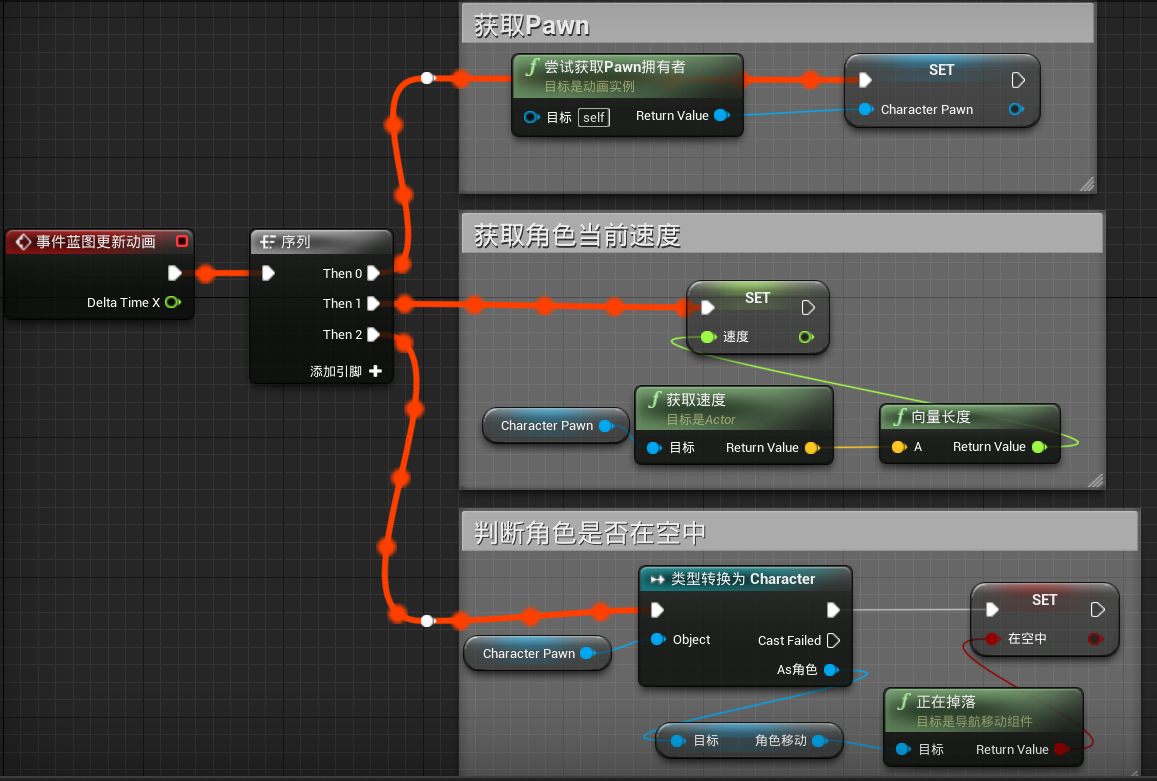 获取Pawn
尝试获取Pawn拥有者
目标是动画实例
目标 self Return Value
SET
Character Pawn
事件蓝图更新动画
Delta Time X
序列
Then 0
Then 1
Then 2
添加引脚
获取角色当前速度
SET
速度
Character Pawn
获取速度
目标是Actor
目标 Return Value
向量长度
A Return Value
判断角色是否在空中
类型转换为 Character
Object
Cast Failed
As角色
Character Pawn
SET
在空中
目标 角色移动
正在掉落
目标是导航移动组件
目标 Return Value